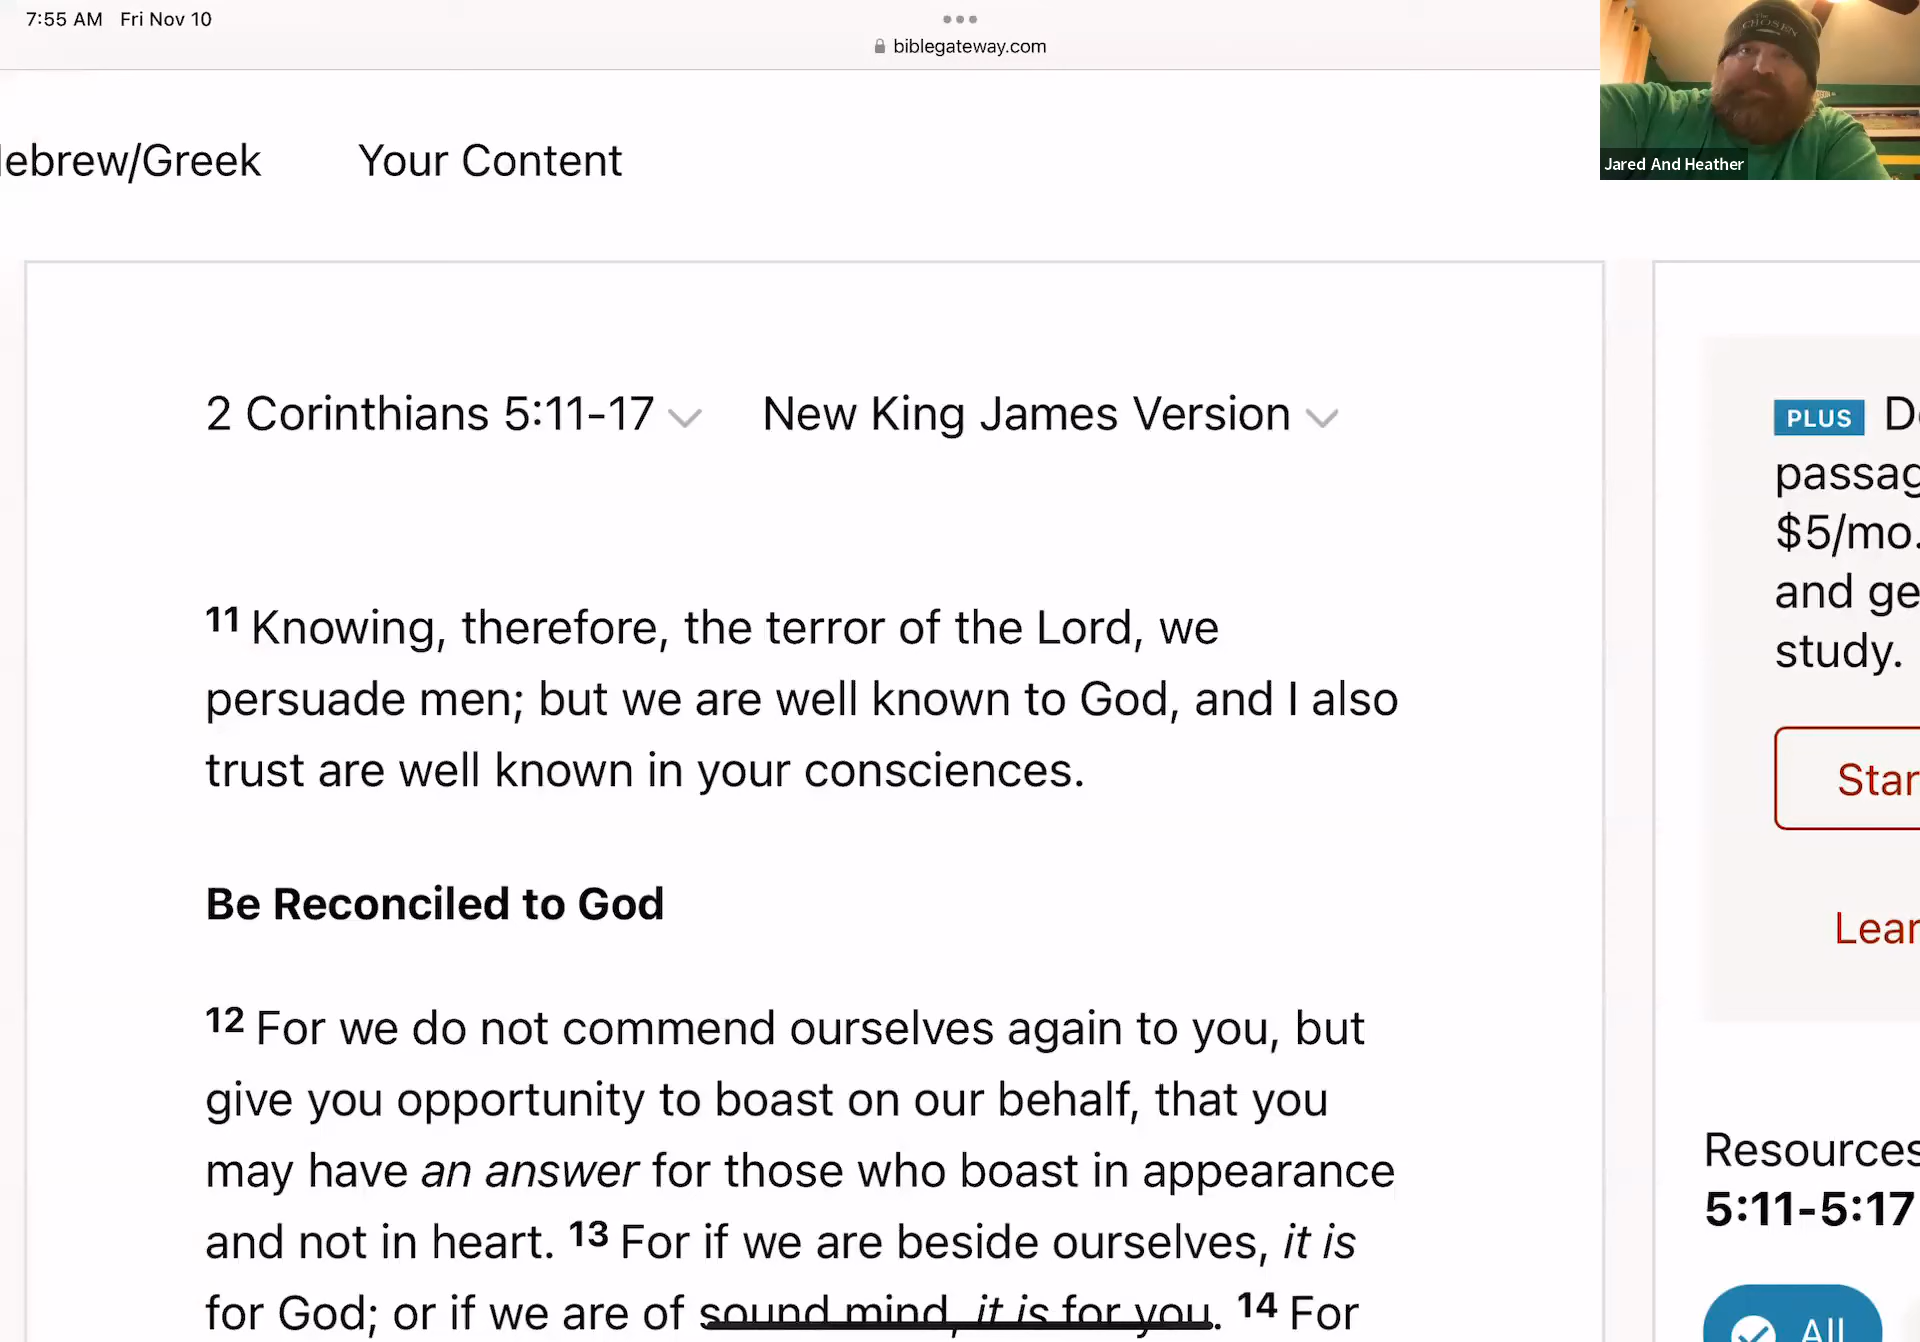 7:55 AM Fri Nov 10
biblegateway.com
CHOSEN
Jared And Heather
ebrew/Greek Your Content
2 Corinthians 5:11-17 New King James Version
11 Knowing, therefore, the terror of the Lord, we
persuade men; but we are well known to God, and I also
trust are well known in your consciences.
Be Reconciled to God
12 For we do not commend ourselves again to you, but
give you opportunity to boast on our behalf, that you
may have an answer for those who boast in appearance
and not in heart. 13 For if we are beside ourselves, it is
for God; or if we are of sound mind, it is for you. 14 For
PLUS D
passag
$5/mo.
and ge
study.
Star
Lear
Resources
5:11-5:17
All